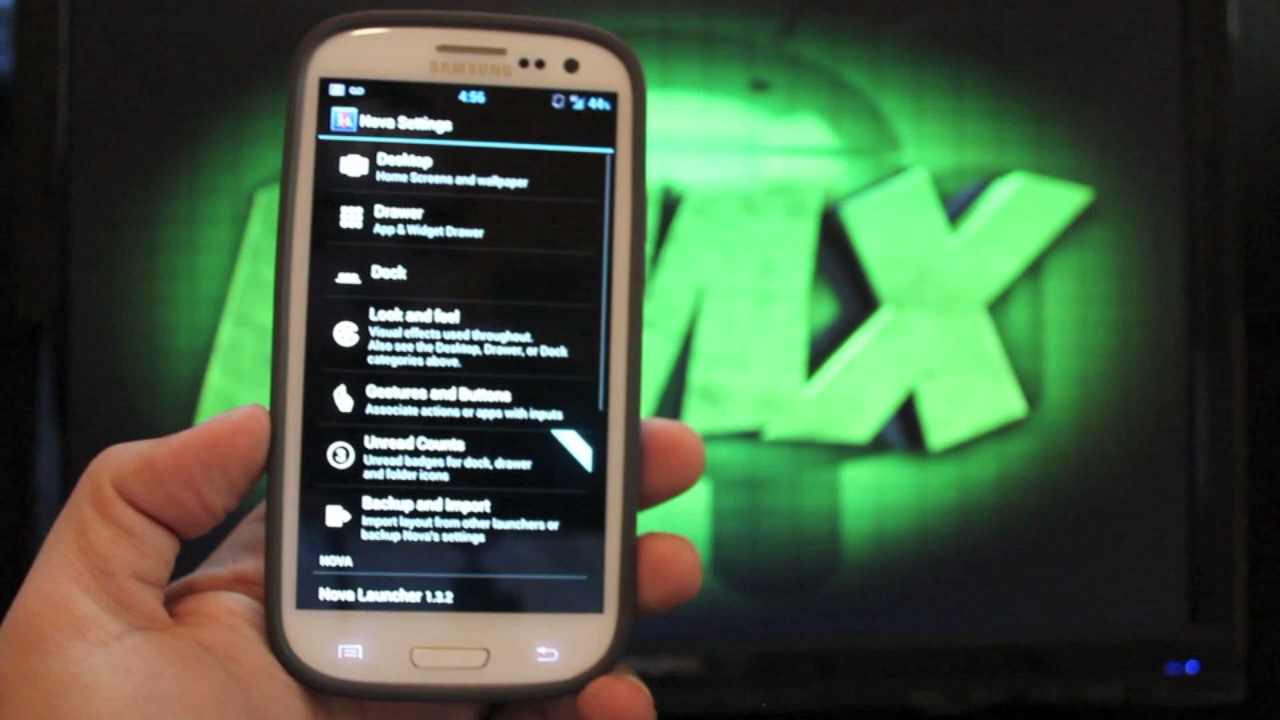 SAMSUNG
4:56
44%
Nova Settings
Desktop
Home Screens and wallpaper
Drawer
App & Widget Drawer
Dock
Look and feel
Visual effects used throughout.
Also see the Desktop, Drawer, or Dock
categories above.
Gestures and Buttons
Associate actions or apps with inputs
Unread Counts
3
Unread badges for dock, drawer
and folder icons
Backup and Import
Import layout from other launchers or
backup Nova's settings
NOVA
Nova Launcher 1.3.2
X